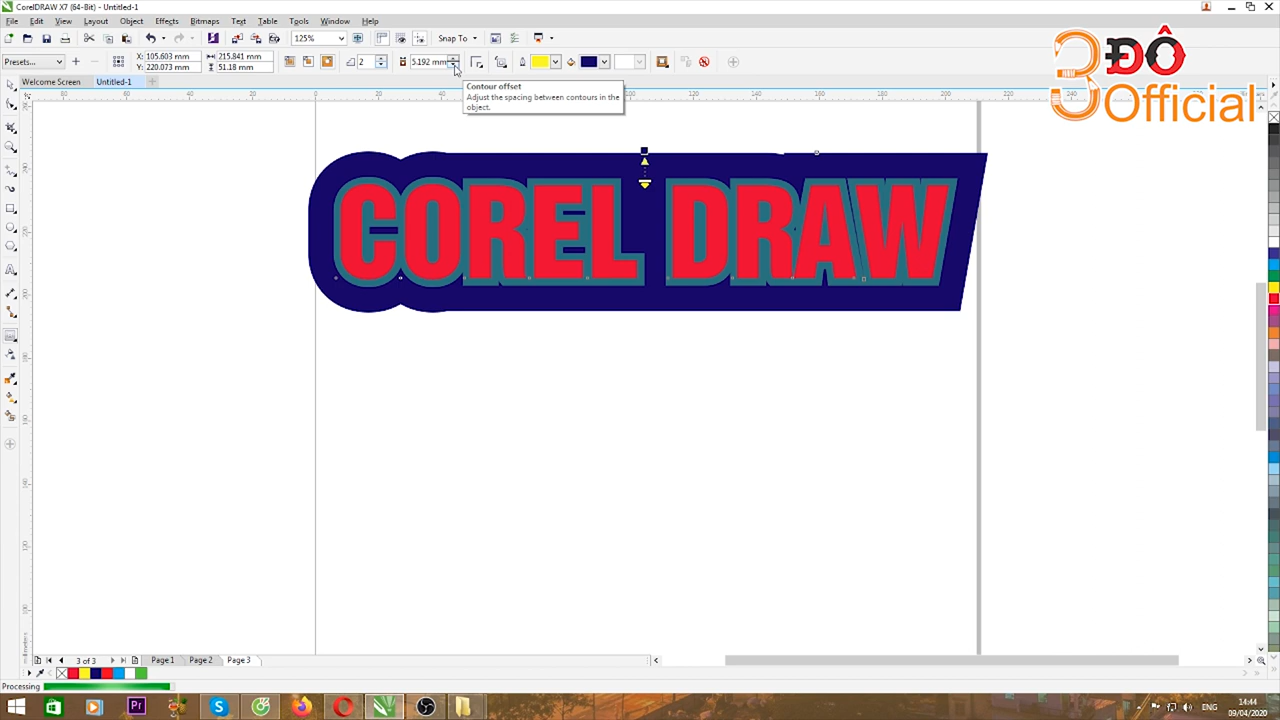 CorelDRAW X7 (64-Bit) - Untitled-1
File Edit View Layout Object Effects Bitmaps Text Table Tools Window Help
125% Snap To
Presets... X: 105.603 mm 215.841 mm 2 5.192 mm
Y: 220.073 mm 51.18 mm
Welcome Screen Untitled-1
Contour offset
Adjust the spacing between contours in the
object.
3ĐÔ
Official
COREL DRAW
millimeters
3 of 3 Page 1 Page 2 Page 3
Processing
Pr
ENG
14:44
09/04/2020